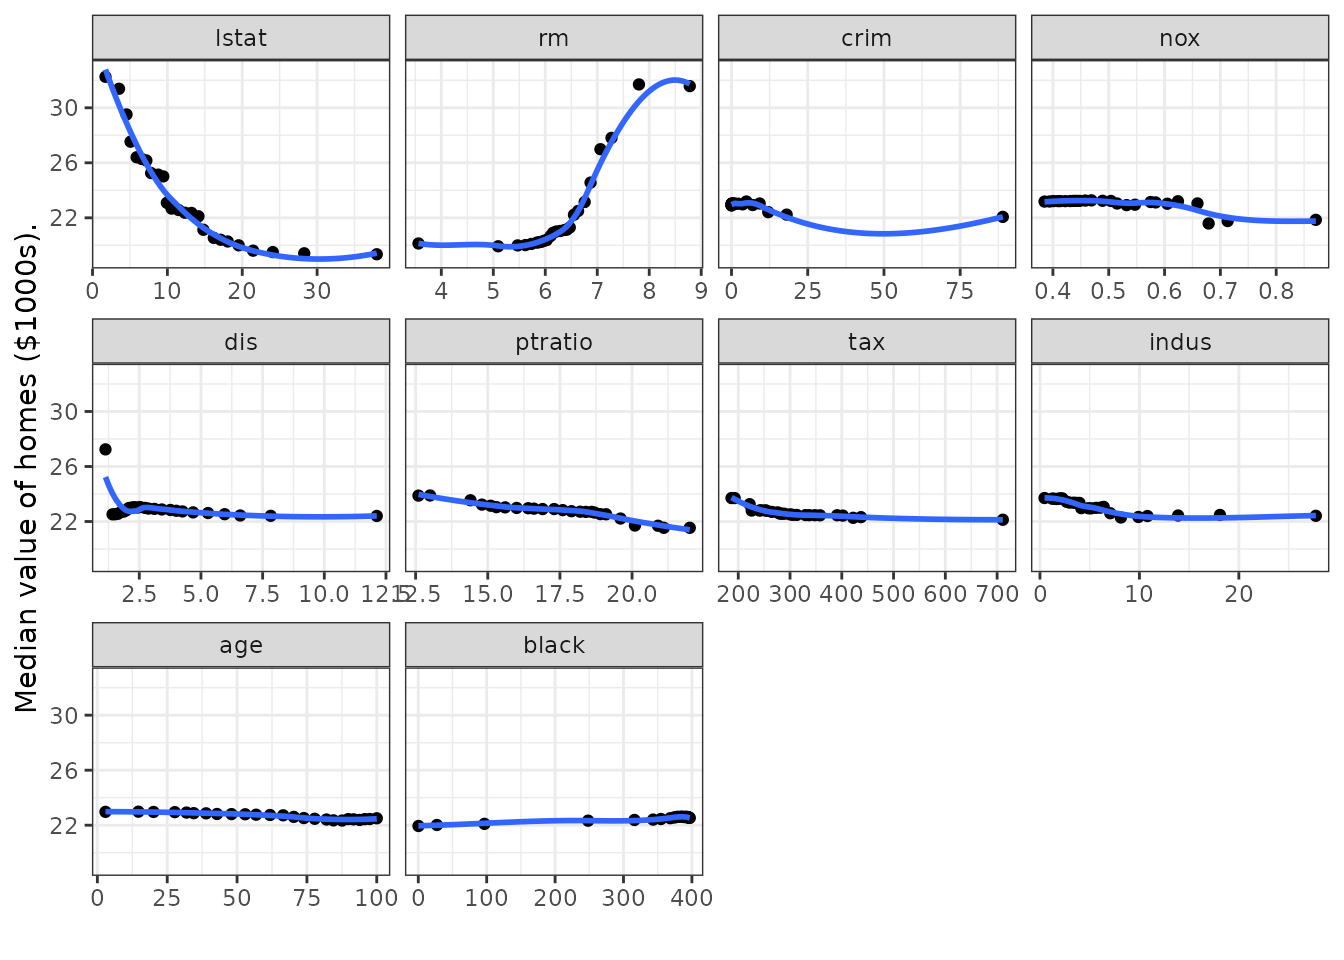 Median value of homes ($1000s).
lstat rm crim nox
30
26
22
0 10 20 30 4 5 6 7 8 9 0 25 50 75 0.4 0.5 0.6 0.7 0.8
dis ptratio tax indus
30
26
22
2.5 5.0 7.5 10.0 12.5 12.5 15.0 17.5 20.0 200 300 400 500 600 700 0 10 20
age black
30
26
22
0 25 50 75 100 0 100 200 300 400